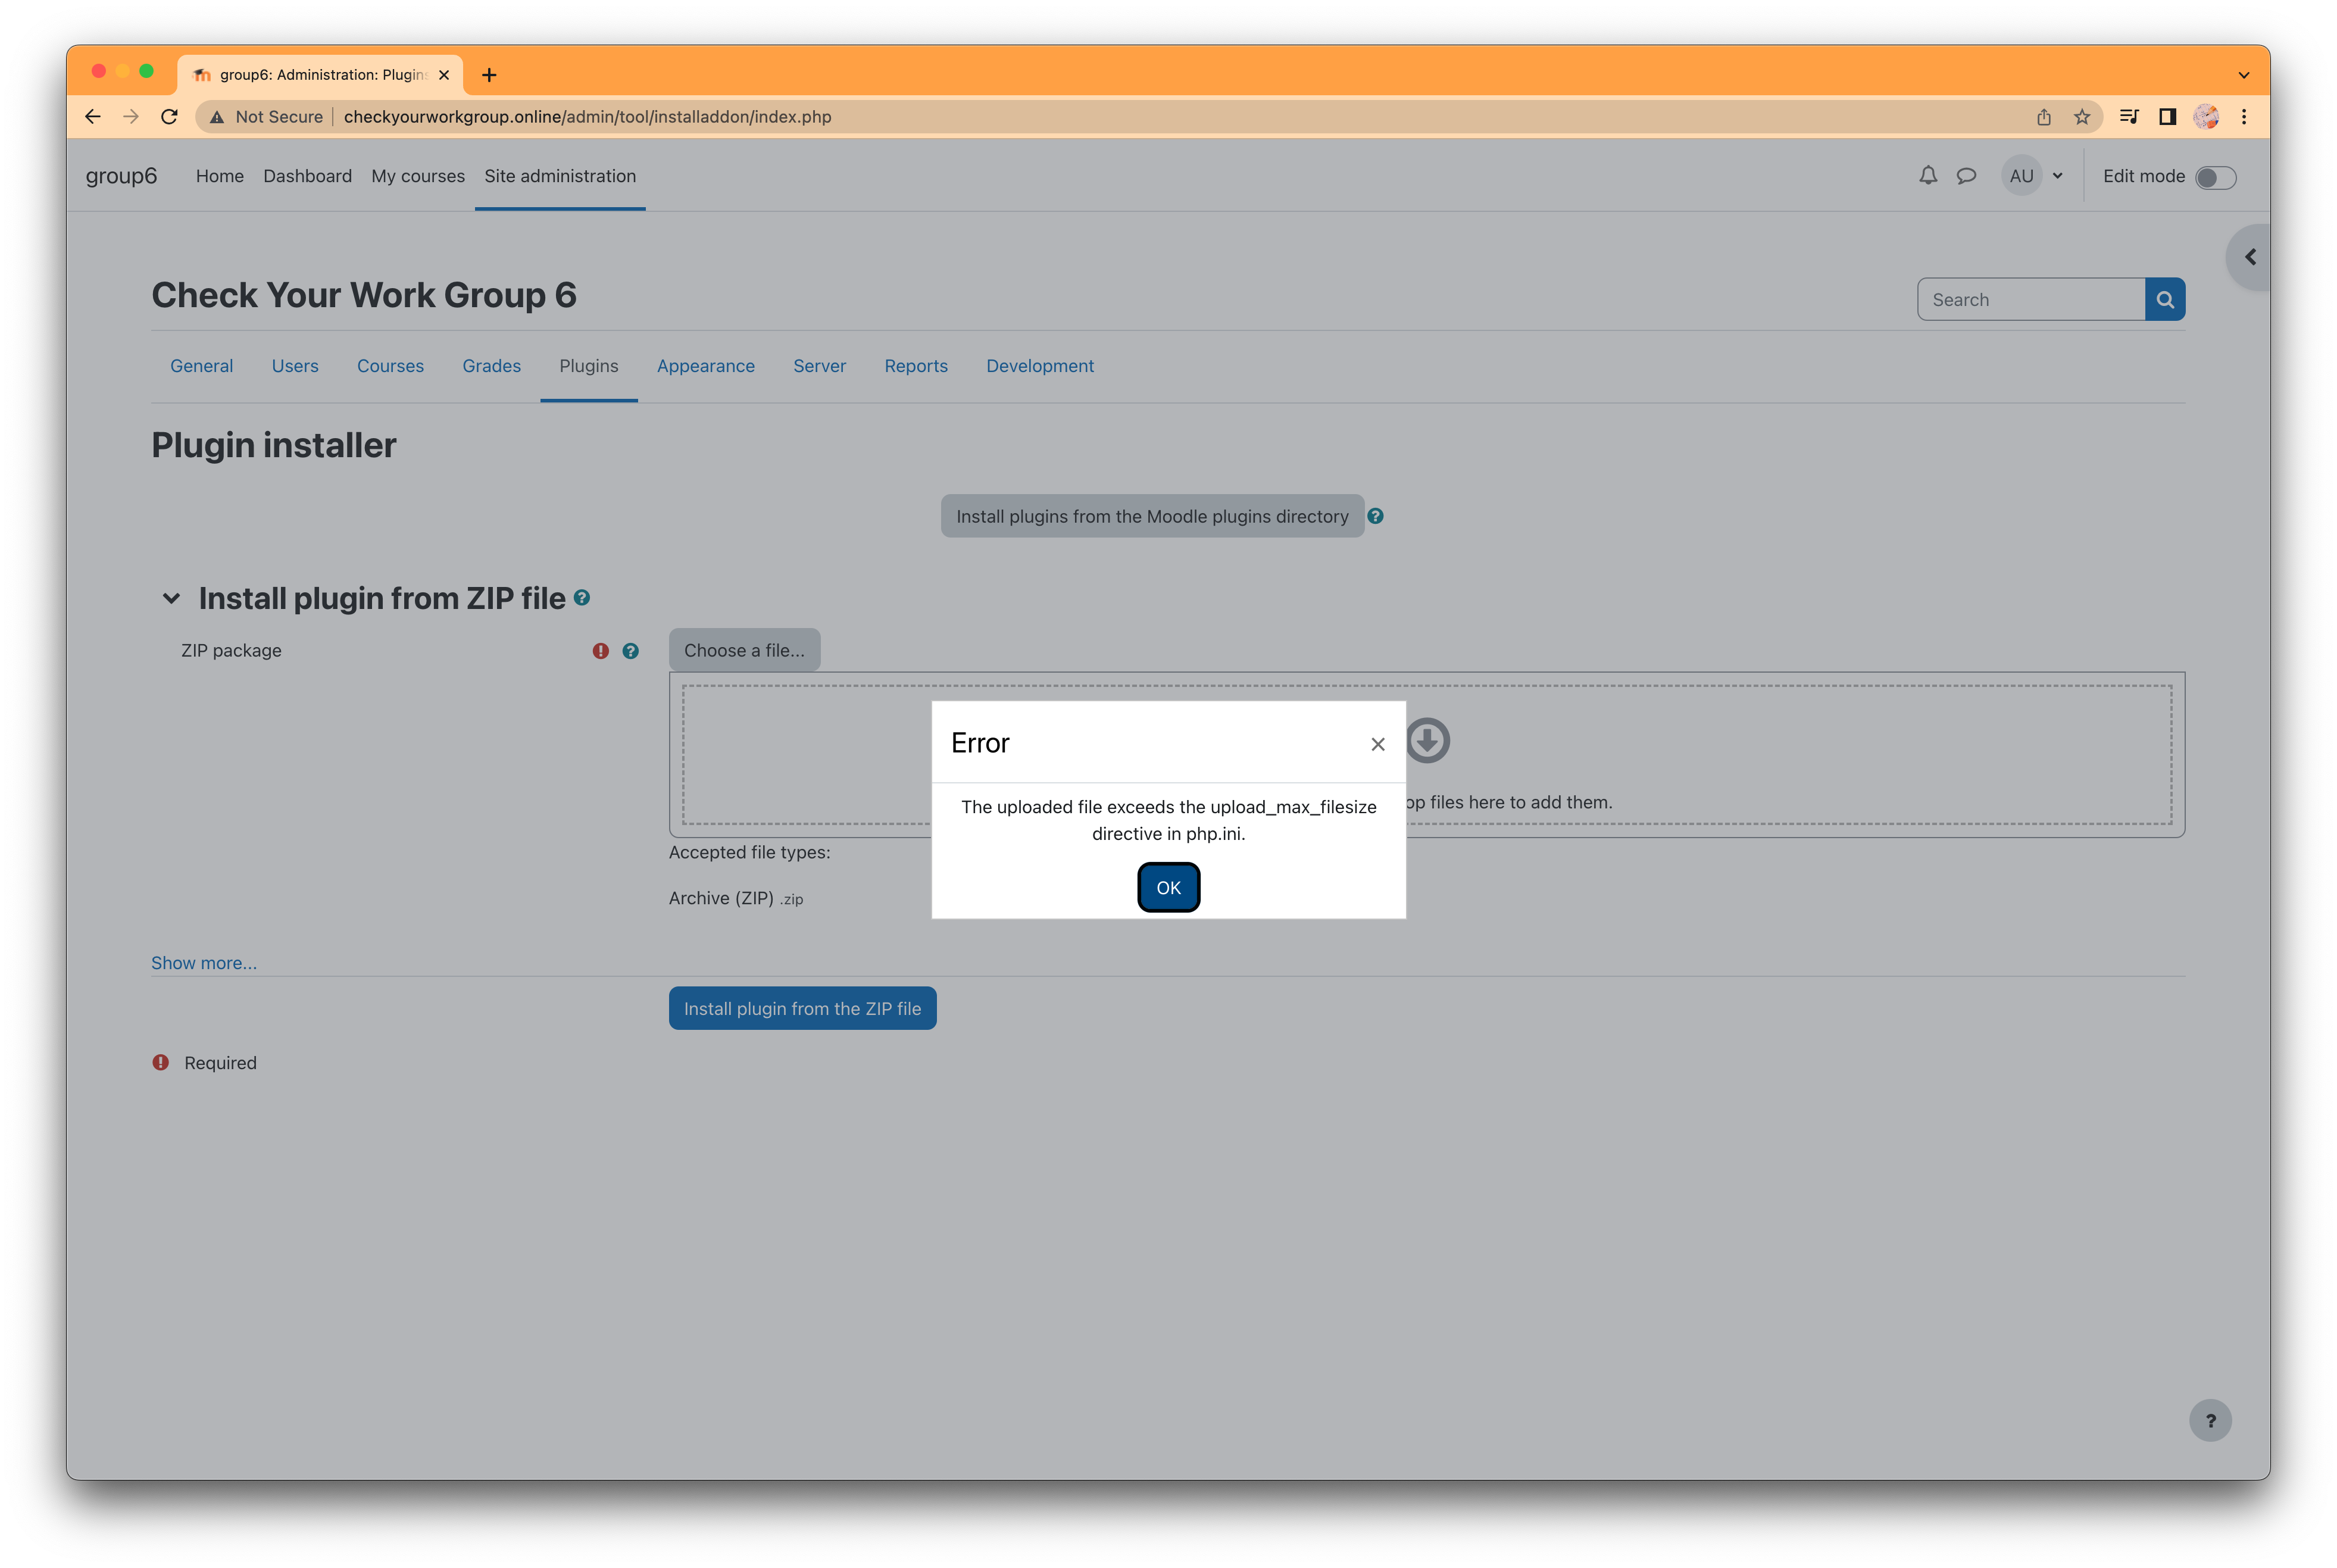 group6: Administration: Plugins
Not Secure checkyourworkgroup.online/admin/tool/installaddon/index.php
group6 Home Dashboard My courses Site administration AU Edit mode
Check Your Work Group 6
Search
General Users Courses Grades Plugins Appearance Server Reports Development
Plugin installer
Install plugins from the Moodle plugins directory ?
Install plugin from ZIP file ?
ZIP package ! ? Choose a file...
Error ×
The uploaded file exceeds the upload_max_filesize
directive in php.ini.
OK
files here to add them.
Accepted file types:
Archive (ZIP) .zip
Show more...
Install plugin from the ZIP file
! Required
?